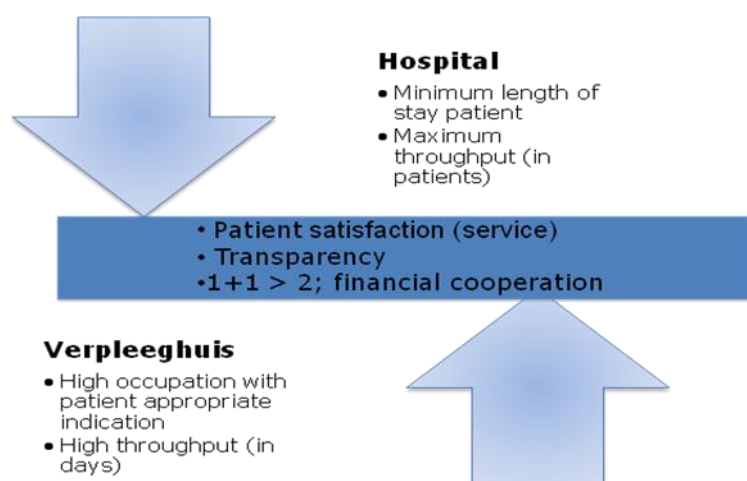 Hospital
• Minimum length of
stay patient
• Maximum
throughput (in
patients)
• Patient satisfaction (service)
• Transparency
•1+1 > 2; financial cooperation
Verpleeghuis
• High occupation with
patient appropriate
indication
• High throughput (in
days)